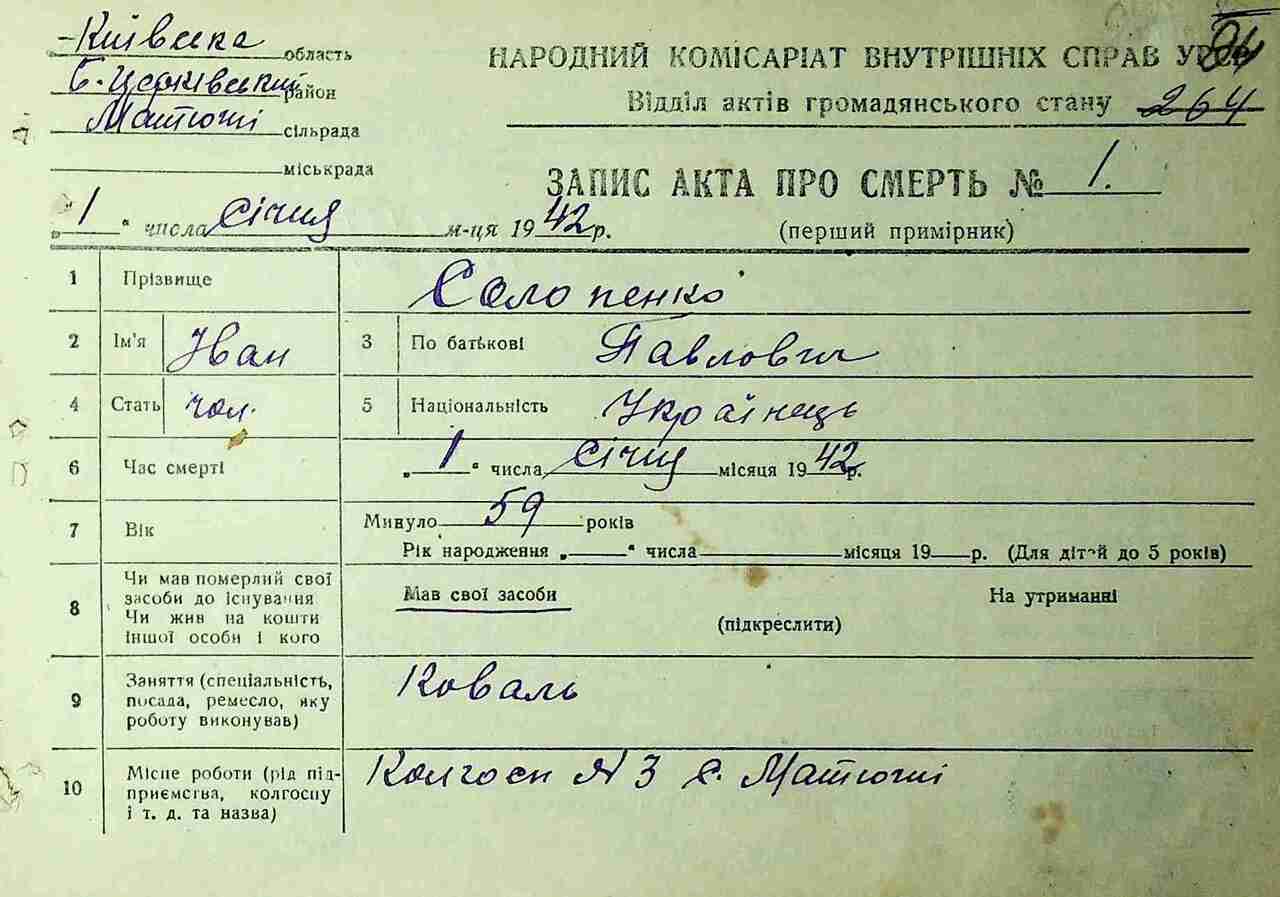 Київська область
Б-Церківський район
Матюші сільрада
міськрада
НАРОДНИЙ КОМІСАРІАТ ВНУТРІШНІХ СПРАВ
Відділ актів громадянського стану 264
ЗАПИС АКТА ПРО СМЕРТЬ № 1.
„1“ числа Січня м-ця 1942 р. (перший примірник)
1 Прізвище Солопенко
2 Ім'я Іван 3 По батькові Павлович
4 Стать чол. 5 Національність Українець
6 Час смерті „1“ числа Січня місяця 1942 р.
7 Вік Минуло 59 років
Рік народження „ “ числа місяця 19 р. (Для дітей до 5 років)
8 Чи мав померлий свої засоби до існування Чи жив на кошти іншої особи і кого Мав свої засоби На утриманні
(підкреслити)
9 Заняття (спеціальність, посада, ремесло, яку роботу виконував) Коваль
10 Місце роботи (рід підприємства, колгоспу і т. д. та назва) Колгосп № 3 с. Матюші